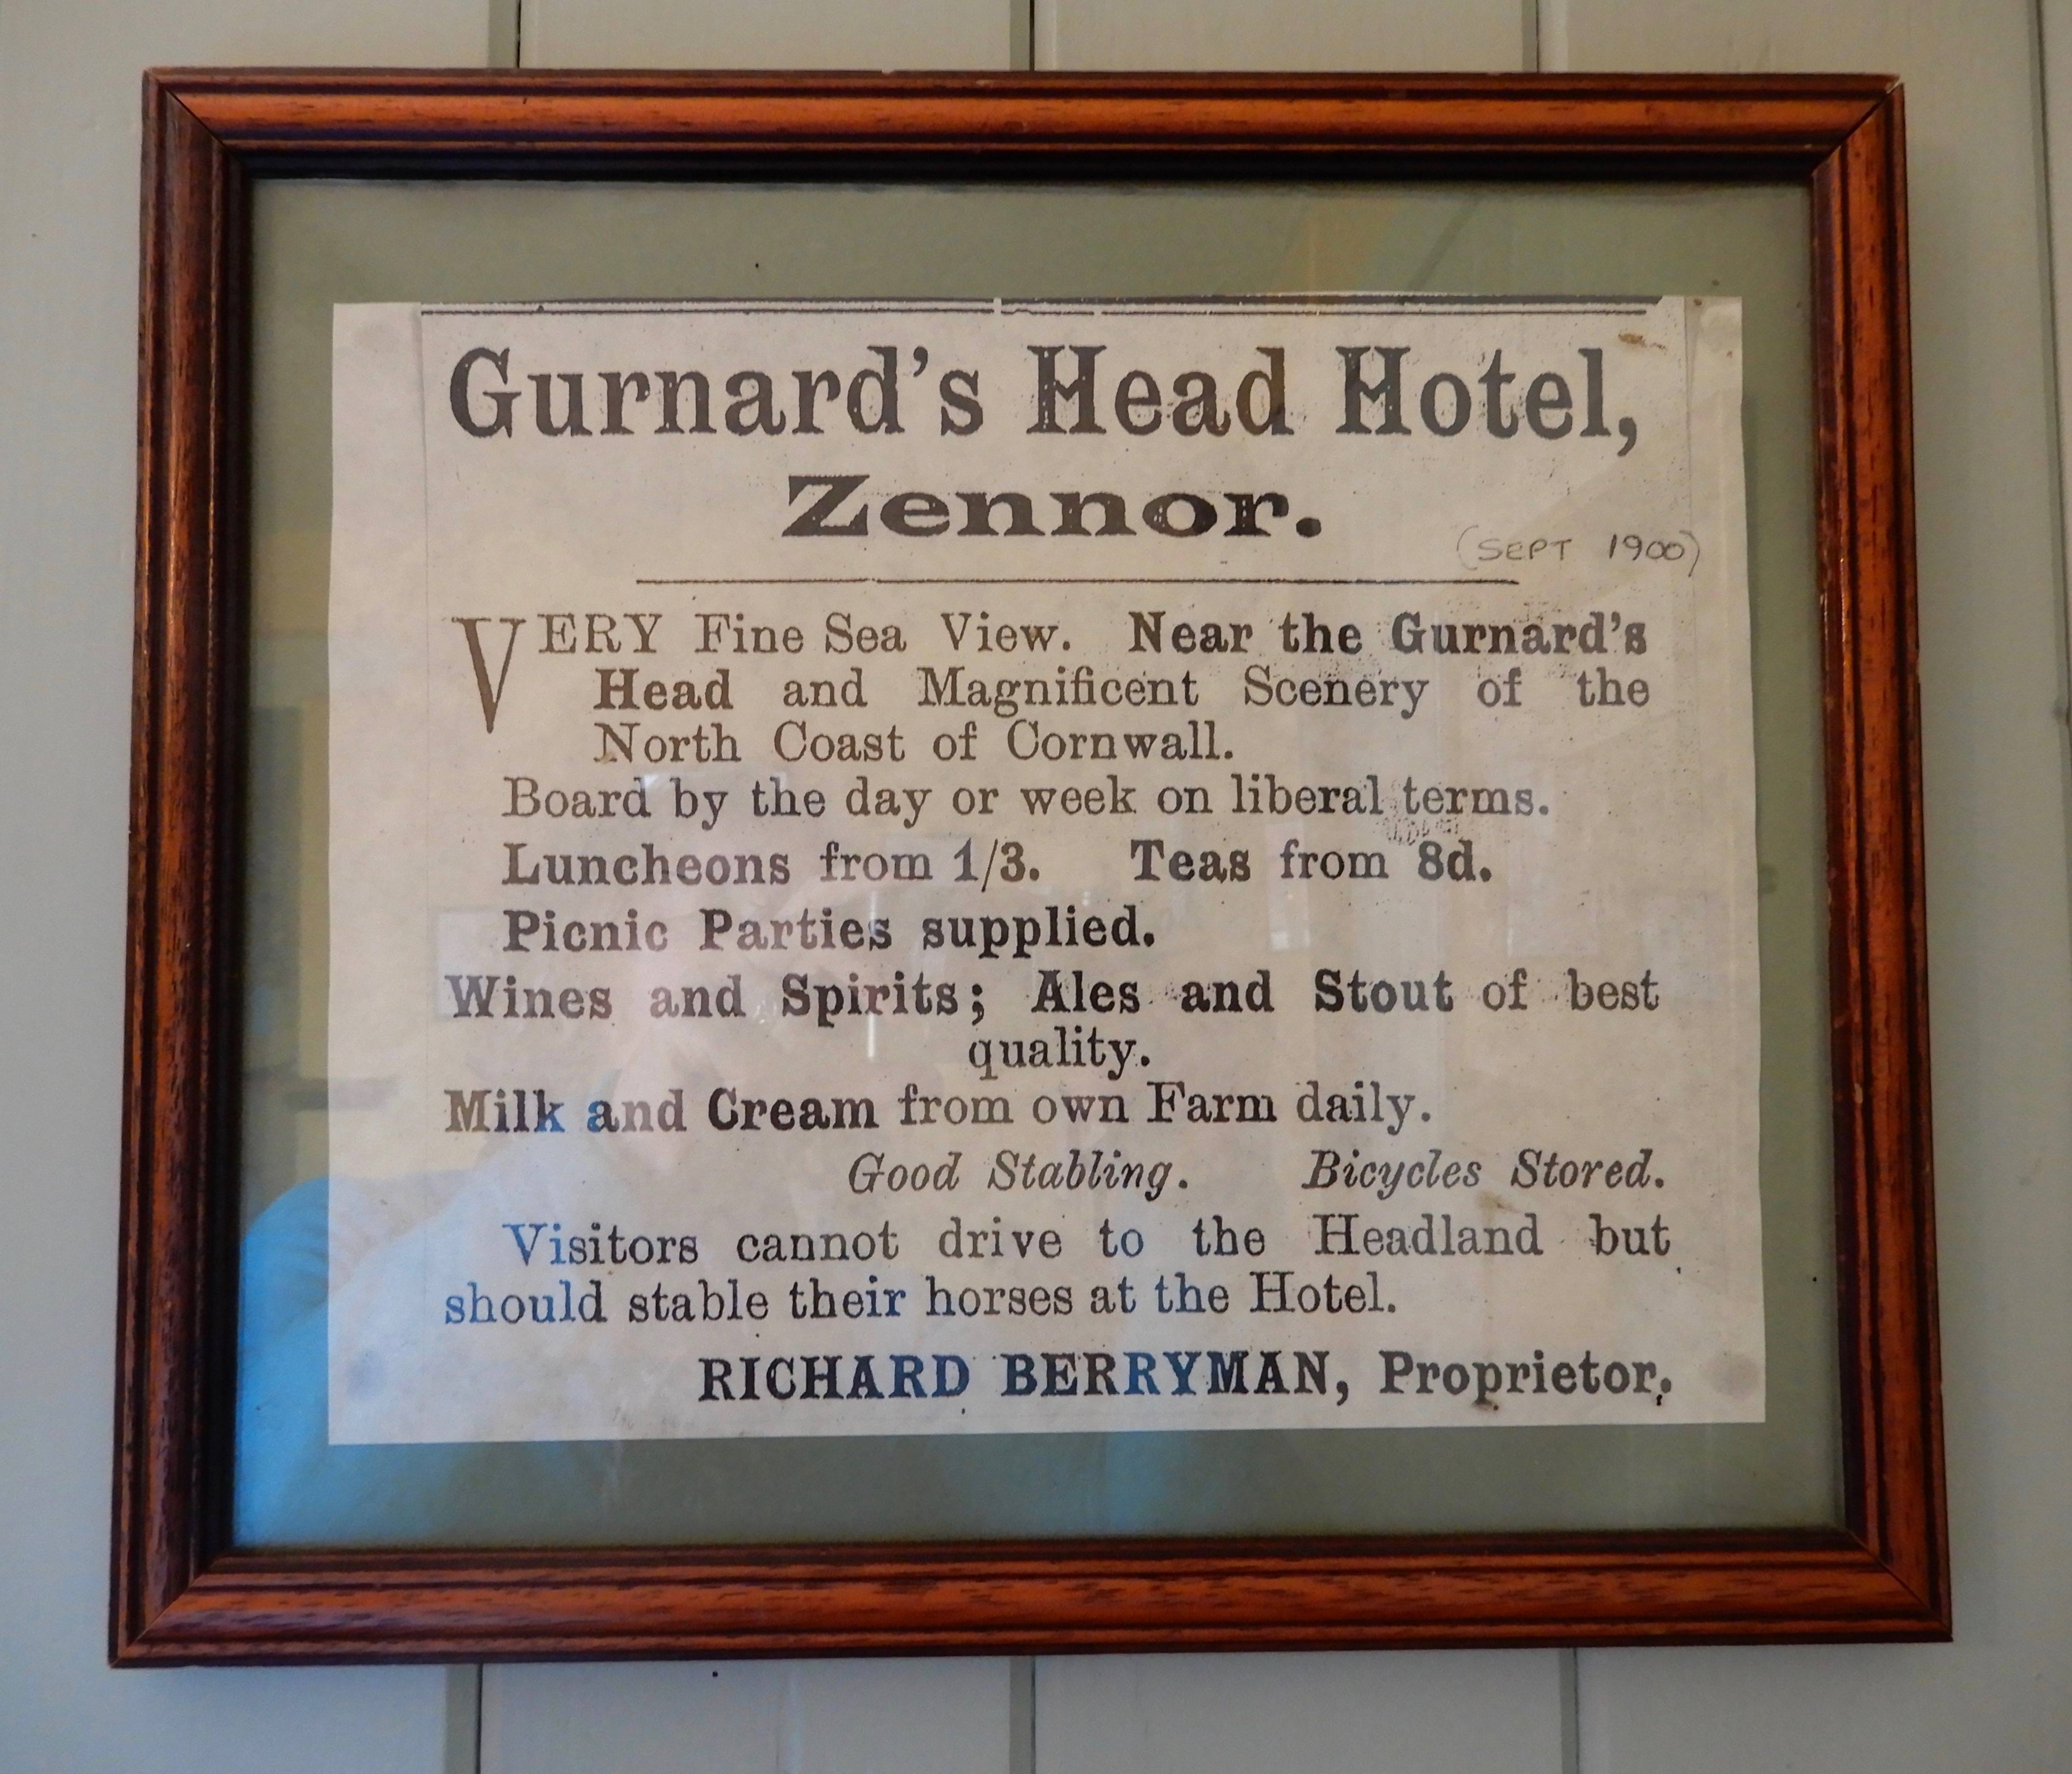 Gurnard's Head Hotel,
Zennor.
(SEPT 1900)
VERY Fine Sea View. Near the Gurnard's
Head and Magnificent Scenery of the
North Coast of Cornwall.
Board by the day or week on liberal terms.
Luncheons from 1/3. Teas from 8d.
Picnic Parties supplied.
Wines and Spirits; Ales and Stout of best
quality.
Milk and Cream from own Farm daily.
Good Stabling. Bicycles Stored.
Visitors cannot drive to the Headland but
should stable their horses at the Hotel.
RICHARD BERRYMAN, Proprietor.